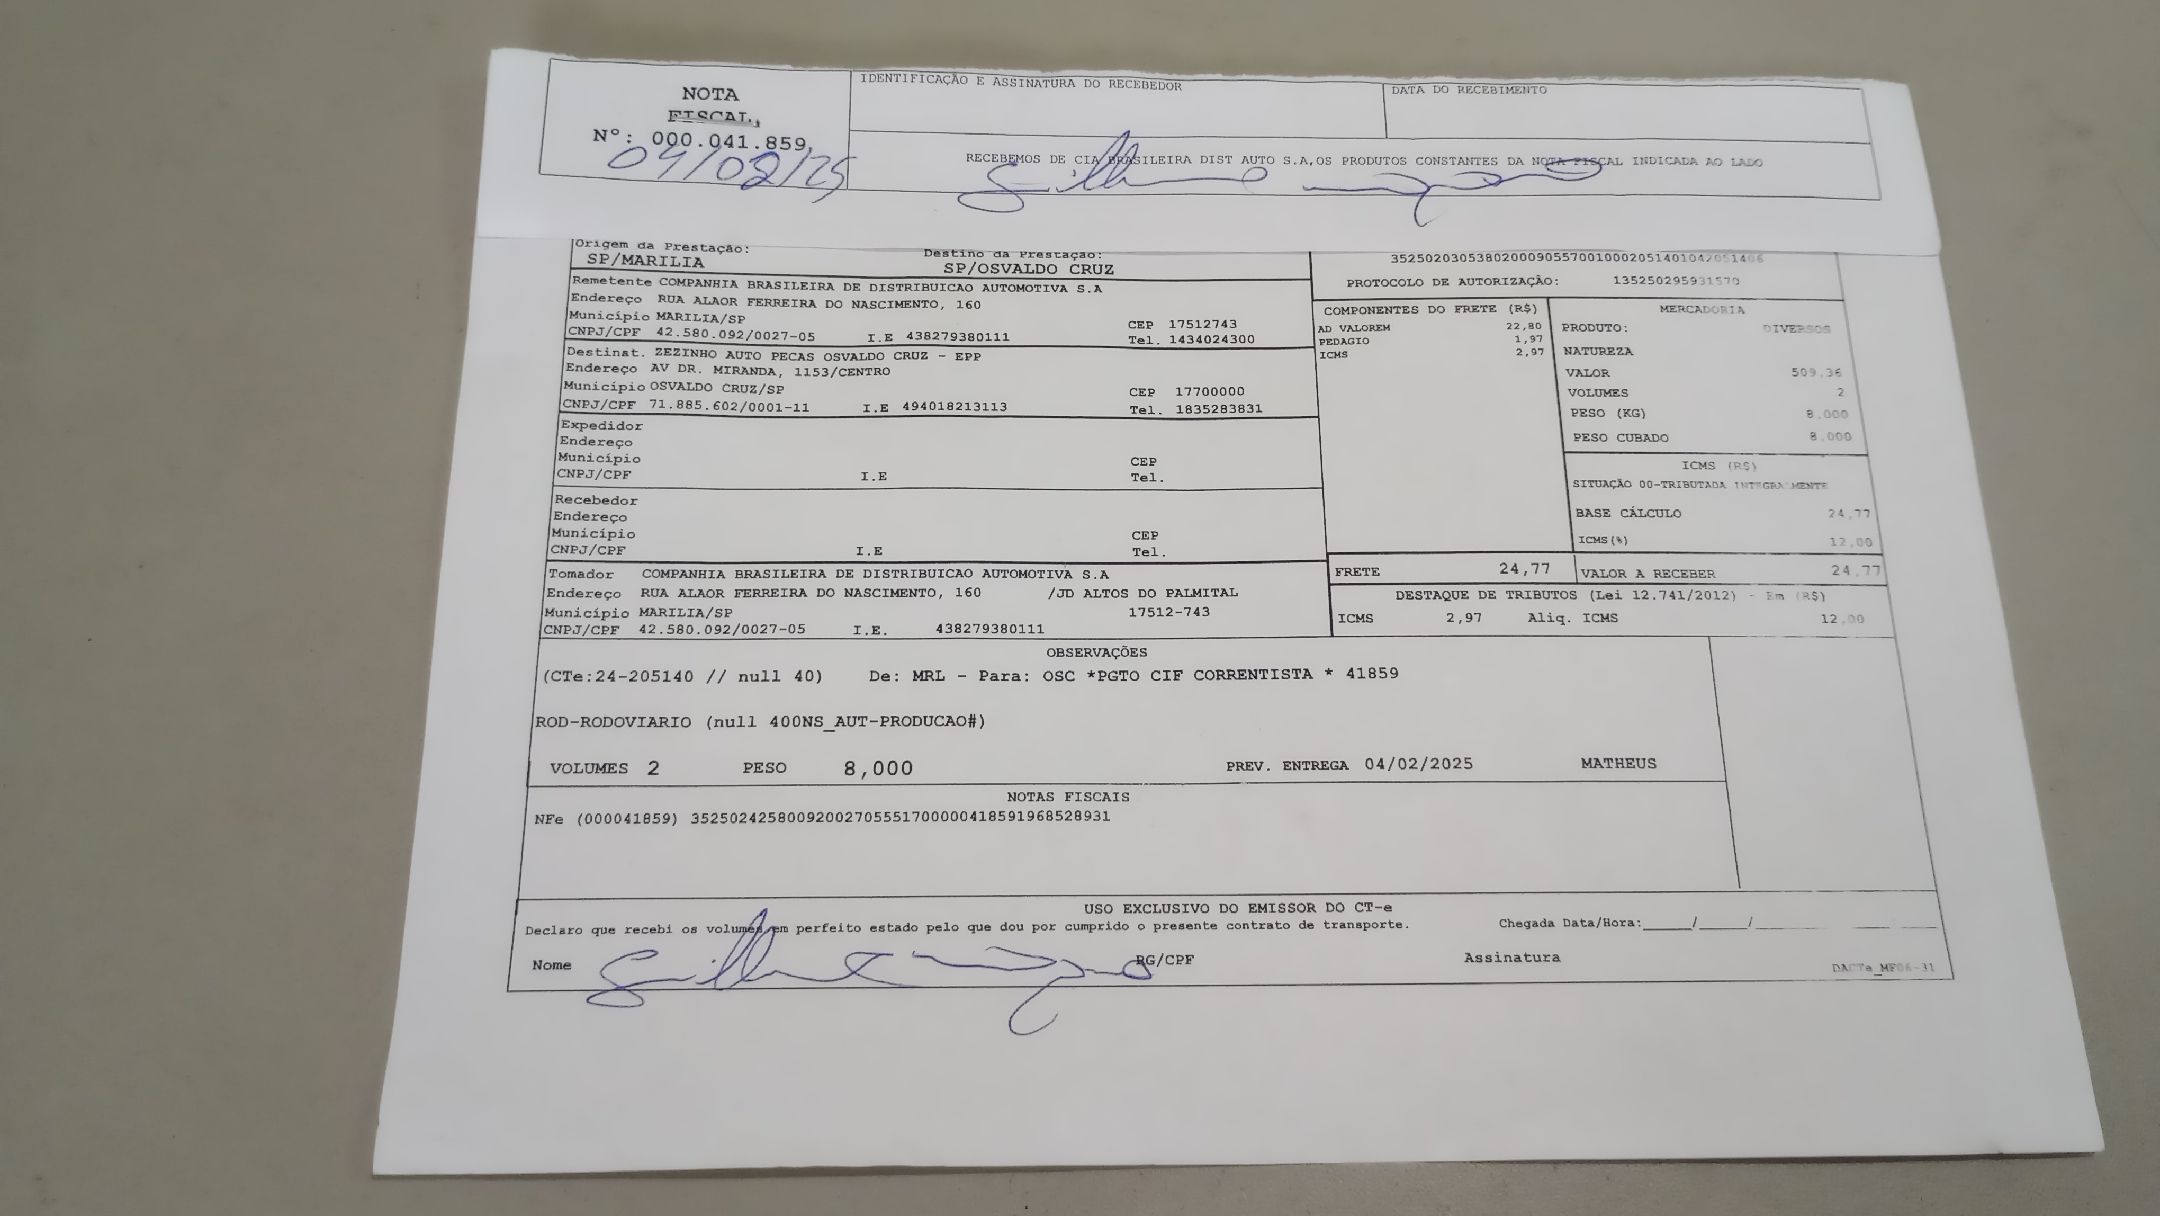 NOTA
FISCAL
Nº: 000.041.859
04/02/25
IDENTIFICAÇÃO E ASSINATURA DO RECEBEDOR
DATA DO RECEBIMENTO
RECEBEMOS DE CIA BRASILEIRA DIST AUTO S.A,OS PRODUTOS CONSTANTES DA NOTA FISCAL INDICADA AO LADO
Origem da Prestação: Destino da Prestação:
SP/MARILIA SP/OSVALDO CRUZ
Remetente COMPANHIA BRASILEIRA DE DISTRIBUICAO AUTOMOTIVA S.A
Endereço RUA ALAOR FERREIRA DO NASCIMENTO, 160
Município MARILIA/SP CEP 17512743
CNPJ/CPF 42.580.092/0027-05 I.E 438279380111 Tel. 1434024300
Destinat. ZEZINHO AUTO PECAS OSVALDO CRUZ - EPP
Endereço AV DR. MIRANDA, 1153/CENTRO
Município OSVALDO CRUZ/SP CEP 17700000
CNPJ/CPF 71.885.602/0001-11 I.E 494018213113 Tel. 1835283831
Expedidor
Endereço
Município CEP
CNPJ/CPF I.E Tel.
Recebedor
Endereço
Município CEP
CNPJ/CPF I.E Tel.
Tomador COMPANHIA BRASILEIRA DE DISTRIBUICAO AUTOMOTIVA S.A
Endereço RUA ALAOR FERREIRA DO NASCIMENTO, 160 /JD ALTOS DO PALMITAL
Município MARILIA/SP 17512-743
CNPJ/CPF 42.580.092/0027-05 I.E. 438279380111
PROTOCOLO DE AUTORIZAÇÃO: 135250295931570
COMPONENTES DO FRETE (R$)
AD VALOREM 22,80
PEDAGIO 1,97
ICMS 2,97
MERCADORIA
PRODUTO: DIVERSOS
NATUREZA
VALOR 509,36
VOLUMES 2
PESO (KG) 8,000
PESO CUBADO 8,000
ICMS (R$)
SITUAÇÃO 00-TRIBUTADA INTEGRALMENTE
BASE CÁLCULO 24,77
ICMS(%) 12,00
FRETE 24,77 VALOR A RECEBER 24,77
DESTAQUE DE TRIBUTOS (Lei 12.741/2012) - Em (R$)
ICMS 2,97 Aliq. ICMS 12,00
OBSERVAÇÕES
(CTe:24-205140 // null 40) De: MRL - Para: OSC *PGTO CIF CORRENTISTA * 41859
ROD-RODOVIARIO (null 400NS_AUT-PRODUCAO#)
VOLUMES 2 PESO 8,000 PREV. ENTREGA 04/02/2025 MATHEUS
NOTAS FISCAIS
NFe (000041859) 35250242580092002705551700000418591968528931
USO EXCLUSIVO DO EMISSOR DO CT-e
Declaro que recebi os volumes em perfeito estado pelo que dou por cumprido o presente contrato de transporte. Chegada Data/Hora:_____/_____/_____
Nome RG/CPF Assinatura
DACTe_MF06-31